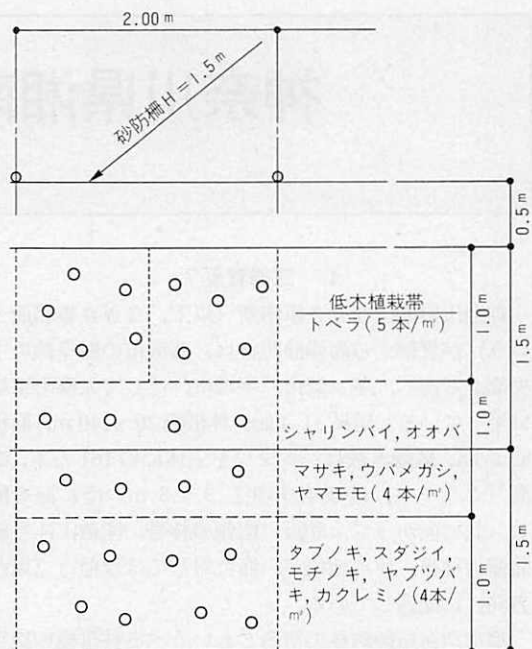 2.00m
砂防柵H=1.5m
0.5m
低木植栽帯
トベラ(5本/㎡)
1.0m
1.5m
シャリンバイ,オオバ
1.0m
マサキ,ウバメガシ,
ヤマモモ(4本/㎡)
1.5m
タブノキ,スダジイ,
モチノキ,ヤブツバ
キ,カクレミノ(4本/
㎡)
1.0m